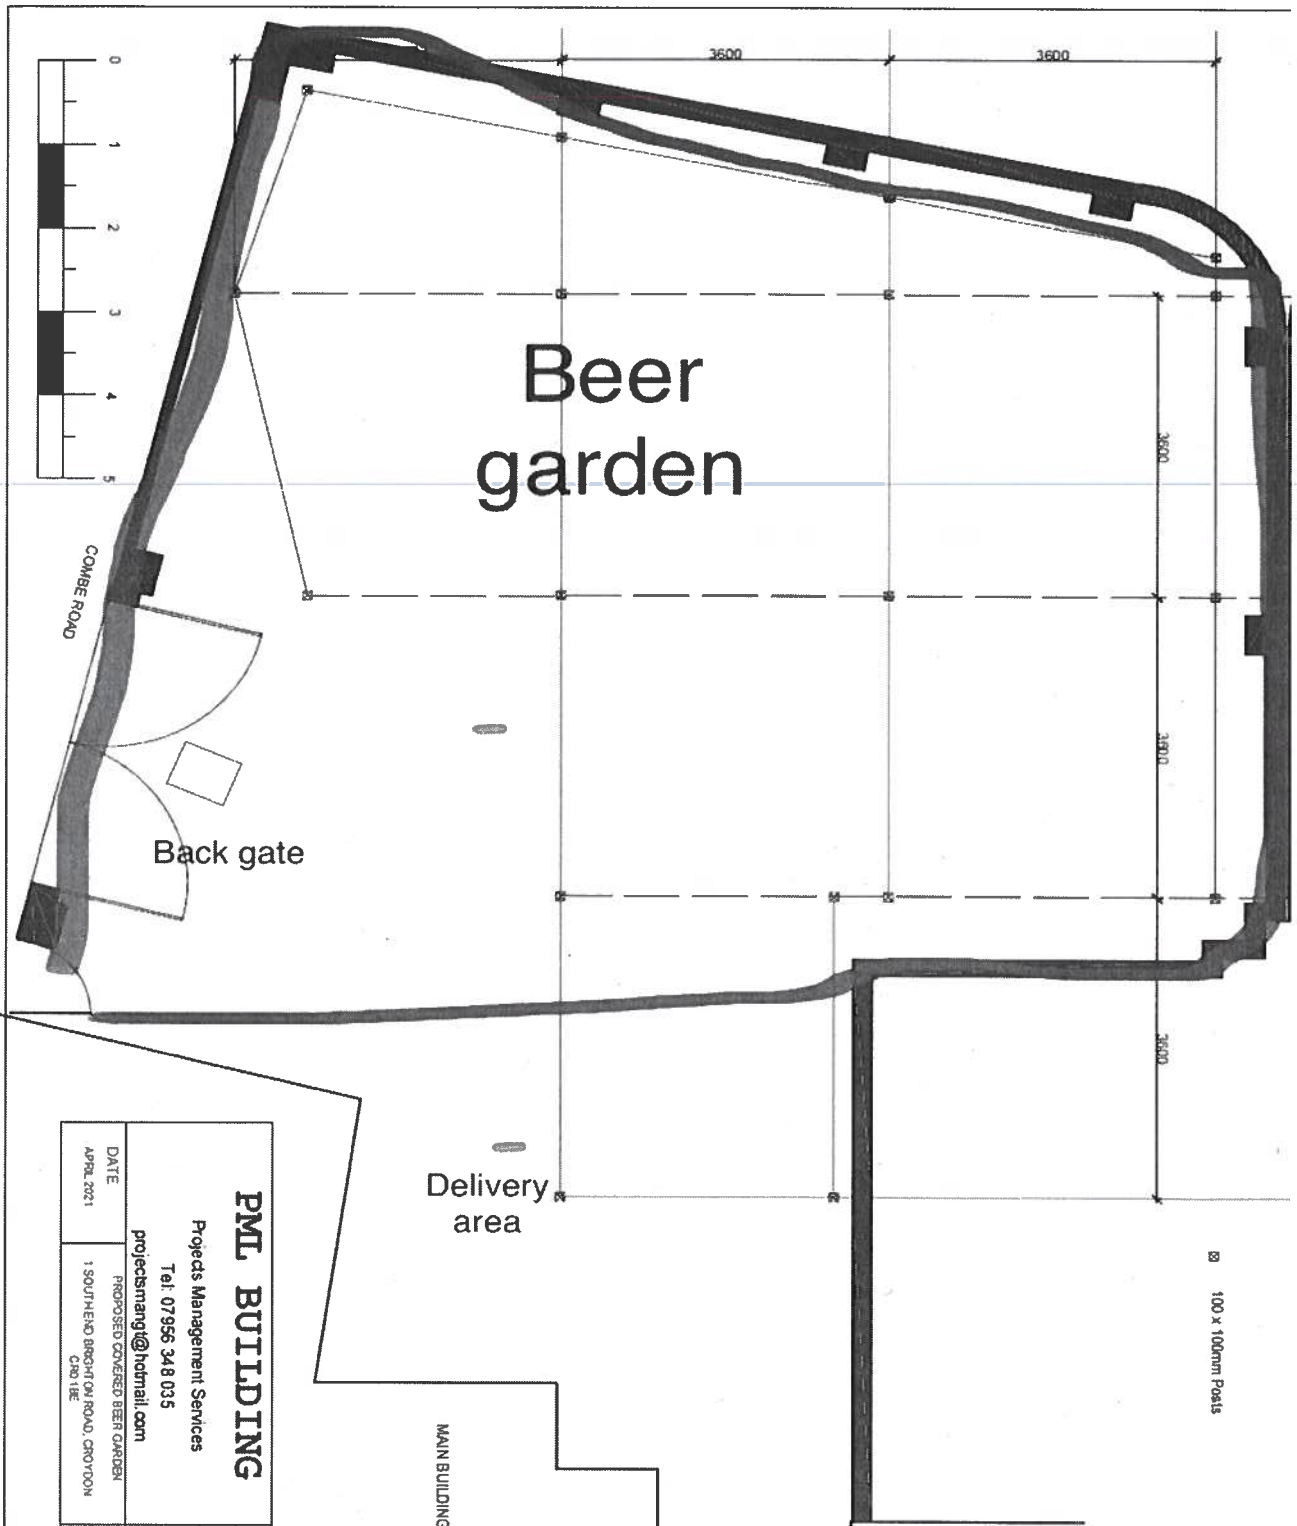 3600
3600
0
1
2
3
4
5
Beer
garden
3600
3600
3600
COMBE ROAD
Back gate
Delivery
area
PML BUILDING
Projects Management Services
Tel: 07956 348 035
projectsmangt@hotmail.com
DATE
APRIL 2021
PROPOSED COVERED BEER GARDEN
1 SOUTHEND BRIGHTON ROAD, CROYDON
CR0 1BE
MAIN BUILDING
100 x 100mm Posts